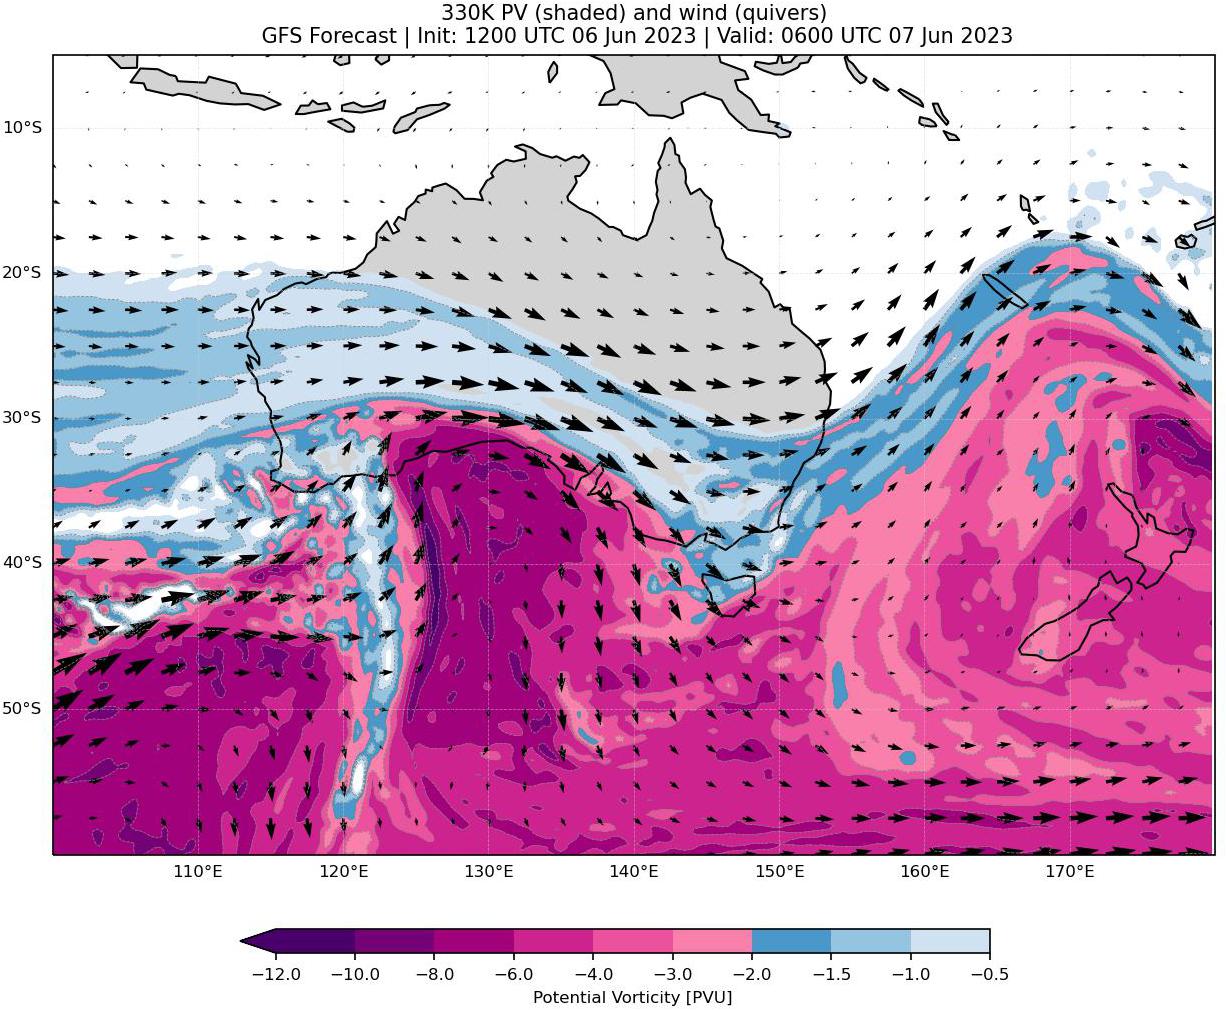 330K PV (shaded) and wind (quivers)
GFS Forecast | Init: 1200 UTC 06 Jun 2023 | Valid: 0600 UTC 07 Jun 2023
10°S
20°S
30°S
40°S
50°S
110°E 120°E 130°E 140°E 150°E 160°E 170°E
−12.0 −10.0 −8.0 −6.0 −4.0 −3.0 −2.0 −1.5 −1.0 −0.5
Potential Vorticity [PVU]